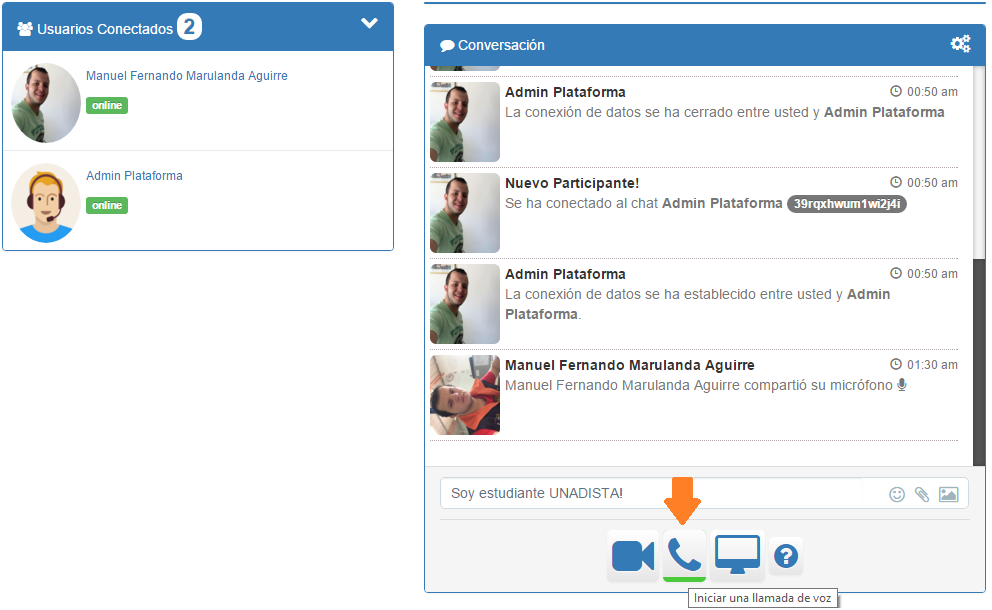 Usuarios Conectados 2
Manuel Fernando Marulanda Aguirre
online
Admin Plataforma
online
Conversación
Admin Plataforma 00:50 am
La conexión de datos se ha cerrado entre usted y Admin Plataforma
Nuevo Participante! 00:50 am
Se ha conectado al chat Admin Plataforma 39rqxhwum1wi2j4i
Admin Plataforma 00:50 am
La conexión de datos se ha establecido entre usted y Admin
Plataforma.
Manuel Fernando Marulanda Aguirre 01:30 am
Manuel Fernando Marulanda Aguirre compartió su micrófono
Soy estudiante UNADISTA!
?
Iniciar una llamada de voz